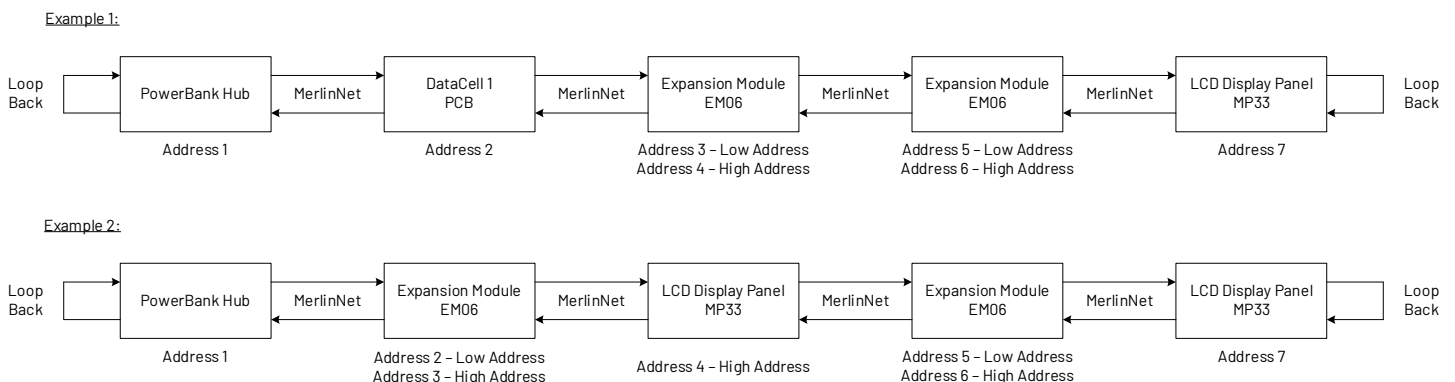 Example 1:
Loop
Back
PowerBank Hub
MerlinNet
DataCell 1
PCB
MerlinNet
Expansion Module
EM06
MerlinNet
Expansion Module
EM06
MerlinNet
LCD Display Panel
MP33
Loop
Back
Address 1
Address 2
Address 3 – Low Address
Address 4 – High Address
Address 5 – Low Address
Address 6 – High Address
Address 7
Example 2:
Loop
Back
PowerBank Hub
MerlinNet
Expansion Module
EM06
MerlinNet
LCD Display Panel
MP33
MerlinNet
Expansion Module
EM06
MerlinNet
LCD Display Panel
MP33
Loop
Back
Address 1
Address 2 – Low Address
Address 3 – High Address
Address 4 – High Address
Address 5 – Low Address
Address 6 – High Address
Address 7